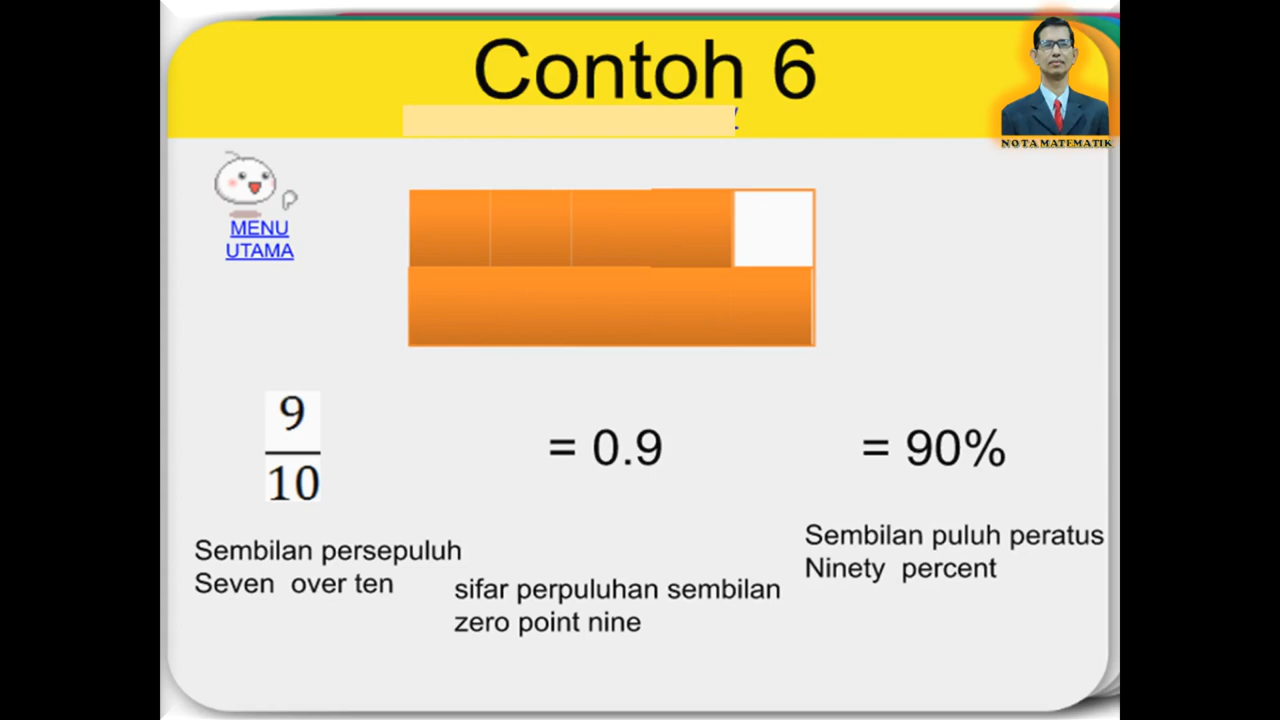 Contoh 6
NOTA MATEMATIK
MENU
UTAMA
9
10
= 0.9
= 90%
Sembilan persepuluh
Seven over ten
sifar perpuluhan sembilan
zero point nine
Sembilan puluh peratus
Ninety percent